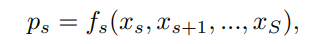 p_s = f_s(x_s, x_{s+1}, ..., x_S),